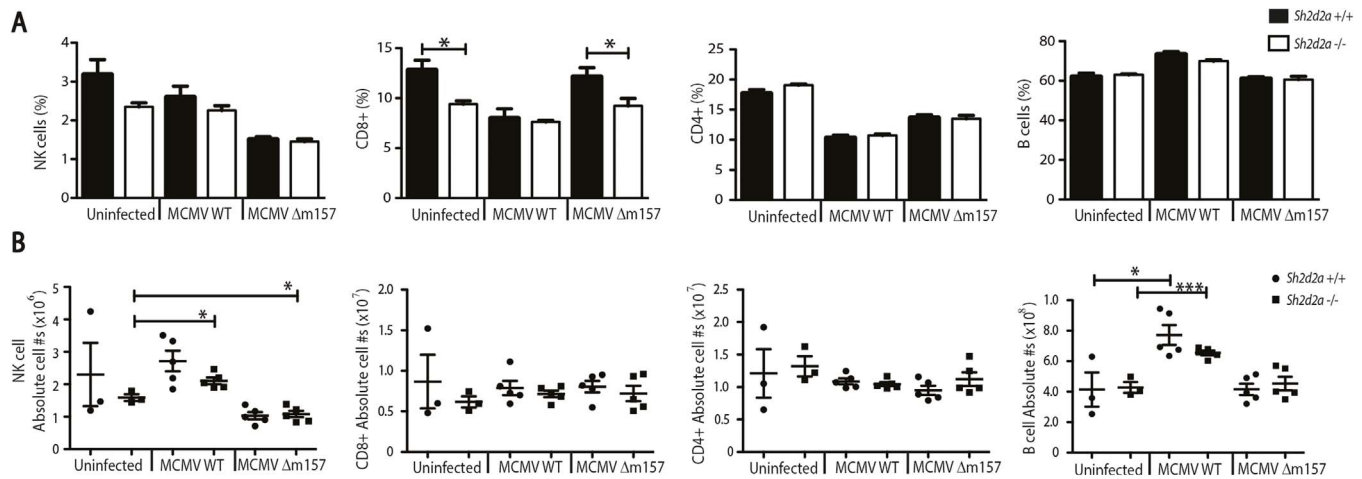 A
NK cells (%)
4
3
2
1
0
Uninfected
MCMV WT
MCMV Δm157
CD8+ (%)
15
10
5
0
*
*
Uninfected
MCMV WT
MCMV Δm157
CD4+ (%)
25
20
15
10
5
0
Uninfected
MCMV WT
MCMV Δm157
B cells (%)
80
60
40
20
0
Uninfected
MCMV WT
MCMV Δm157
Sh2d2a +/+
Sh2d2a -/-
B
NK cell
Absolute cell #s (x10⁶)
5
4
3
2
1
0
*
*
Uninfected
MCMV WT
MCMV Δm157
CD8+ Absolute cell #s (x10⁷)
2.0
1.5
1.0
0.5
0.0
Uninfected
MCMV WT
MCMV Δm157
CD4+ Absolute cell #s (x10⁷)
2.5
2.0
1.5
1.0
0.5
0.0
Uninfected
MCMV WT
MCMV Δm157
B cell Absolute #s (x10⁸)
1.0
8.0
6.0
4.0
2.0
0.0
*
***
Uninfected
MCMV WT
MCMV Δm157
Sh2d2a +/+
Sh2d2a -/-